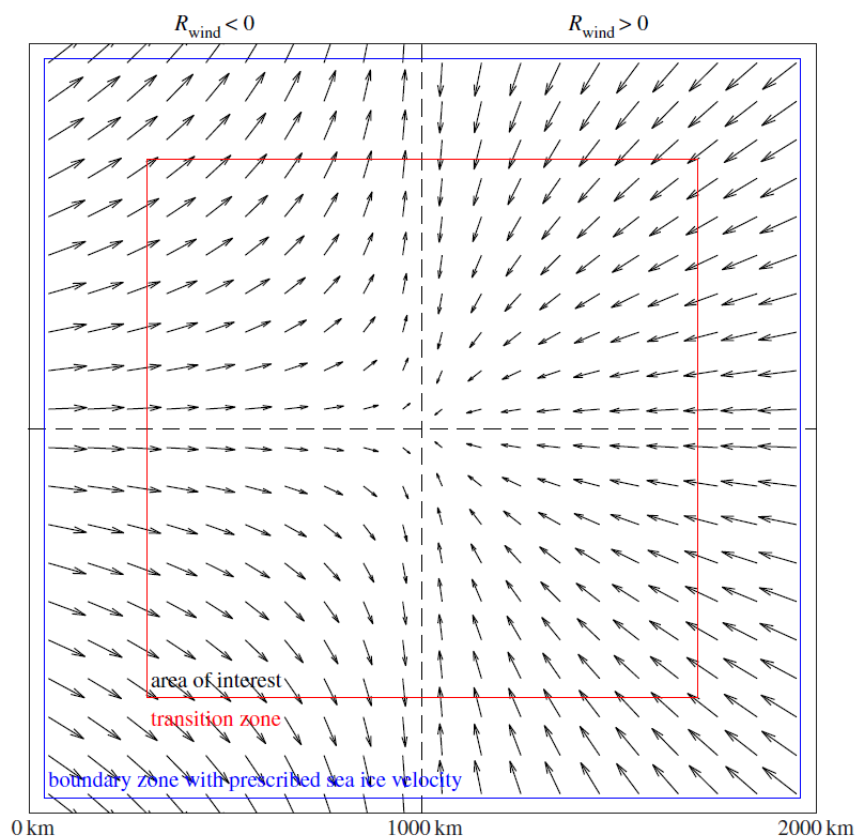 R_wind < 0 R_wind > 0
area of interest
transition zone
boundary zone with prescribed sea ice velocity
0 km 1000 km 2000 km